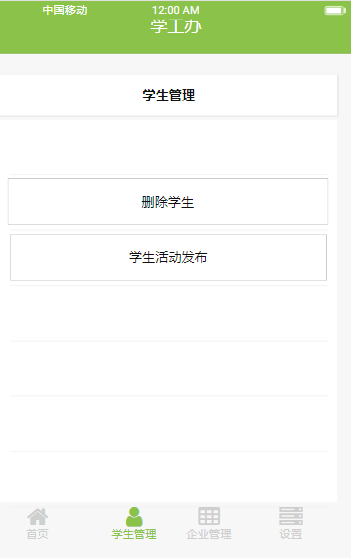 中国移动 12:00 AM
学工办
学生管理
删除学生
学生活动发布
首页 学生管理 企业管理 设置